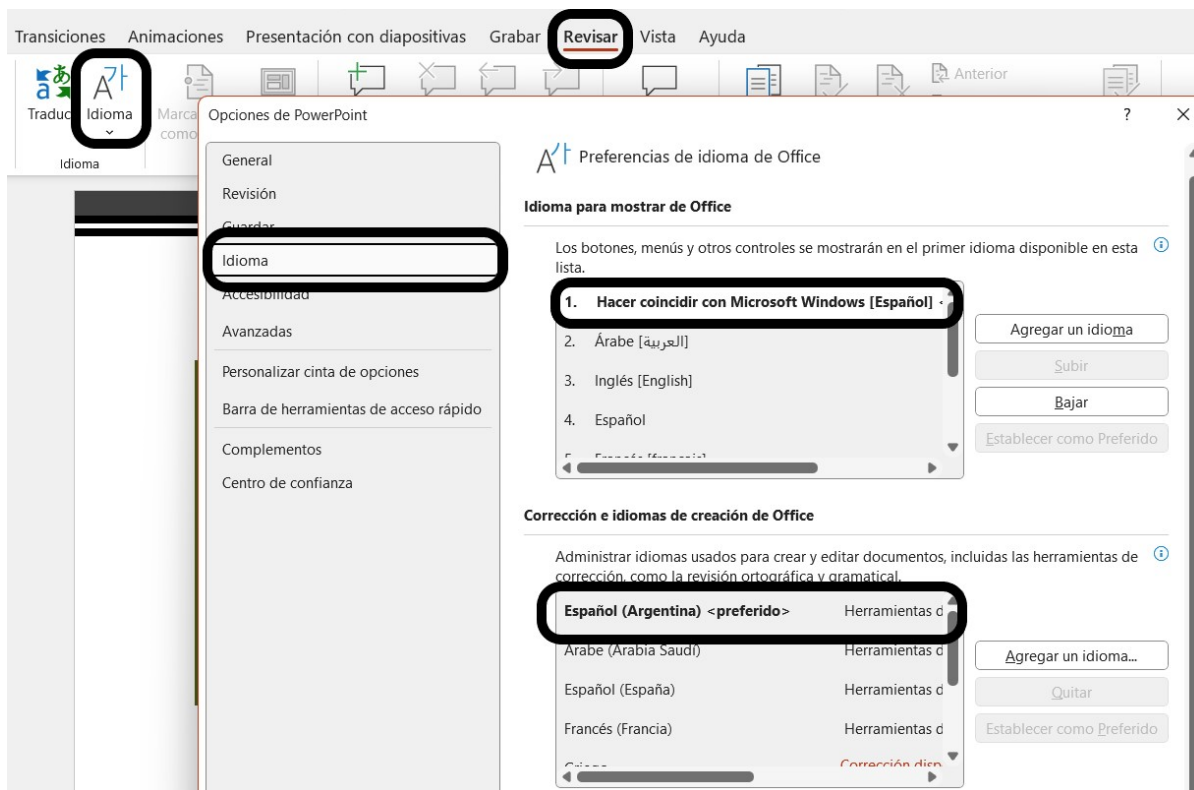 Transiciones Animaciones Presentación con diapositivas Grabar Revisar Vista Ayuda
Anterior
Idioma
Idioma
Opciones de PowerPoint ?
General
Revisión
Guardar
Idioma
Accesibilidad
Avanzadas
Personalizar cinta de opciones
Barra de herramientas de acceso rápido
Complementos
Centro de confianza
Preferencias de idioma de Office
Idioma para mostrar de Office
Los botones, menús y otros controles se mostrarán en el primer idioma disponible en esta
lista.
1. Hacer coincidir con Microsoft Windows [Español] <
2. Árabe [العربية]
3. Inglés [English]
4. Español
Agregar un idioma
Subir
Bajar
Establecer como Preferido
Corrección e idiomas de creación de Office
Administrar idiomas usados para crear y editar documentos, incluidas las herramientas de
corrección, como la revisión ortográfica y gramatical.
Español (Argentina) <preferido> Herramientas d
Árabe (Arabia Saudí) Herramientas d
Español (España) Herramientas d
Francés (Francia) Herramientas d
Corrección disp
Agregar un idioma...
Quitar
Establecer como Preferido